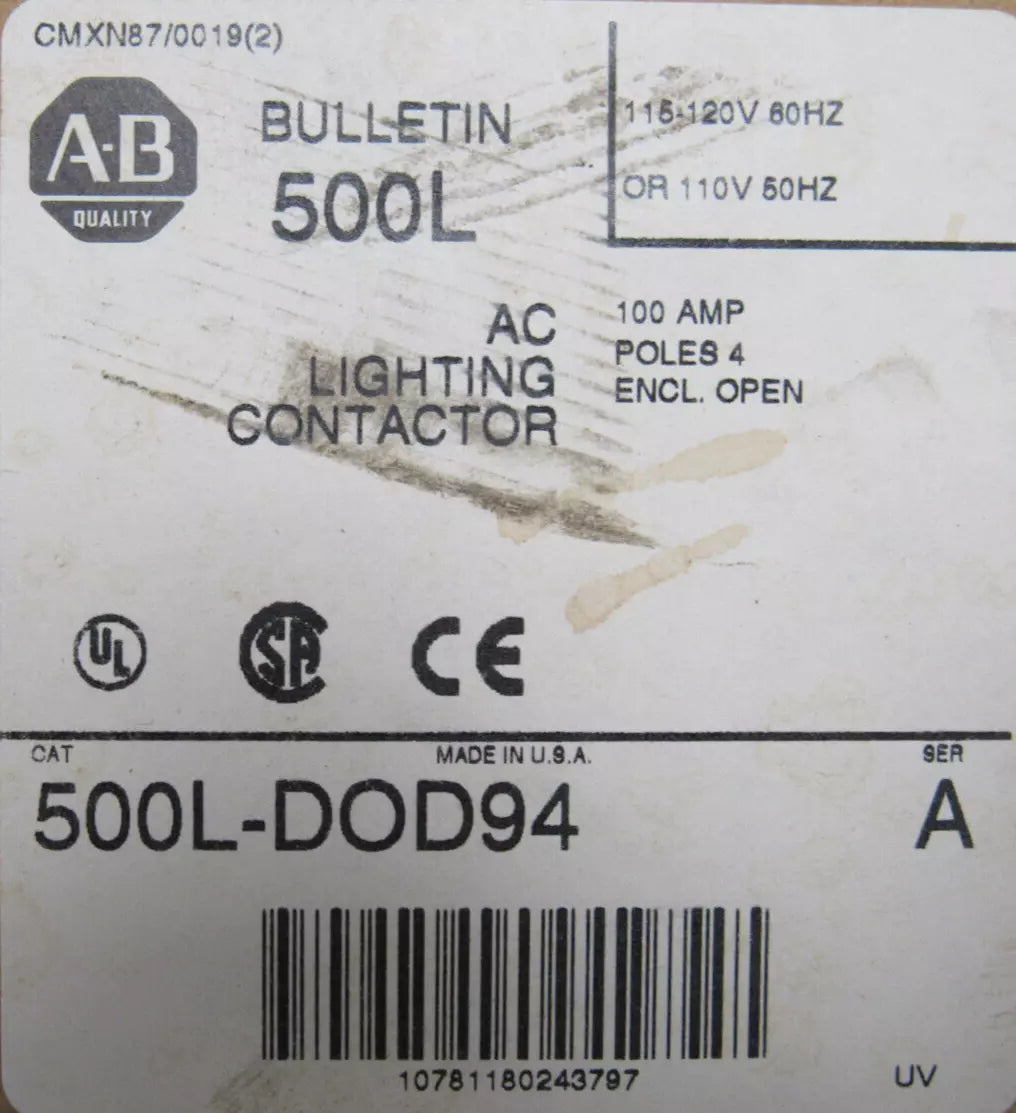 CMXN87/0019(2)
A-B
QUALITY
BULLETIN
500L
115-120V 60HZ
OR 110V 50HZ
AC
LIGHTING
CONTACTOR
100 AMP
POLES 4
ENCL. OPEN
UL
SA
CE
CAT
MADE IN U.S.A.
SER
500L-DOD94
A
10781180243797
UV